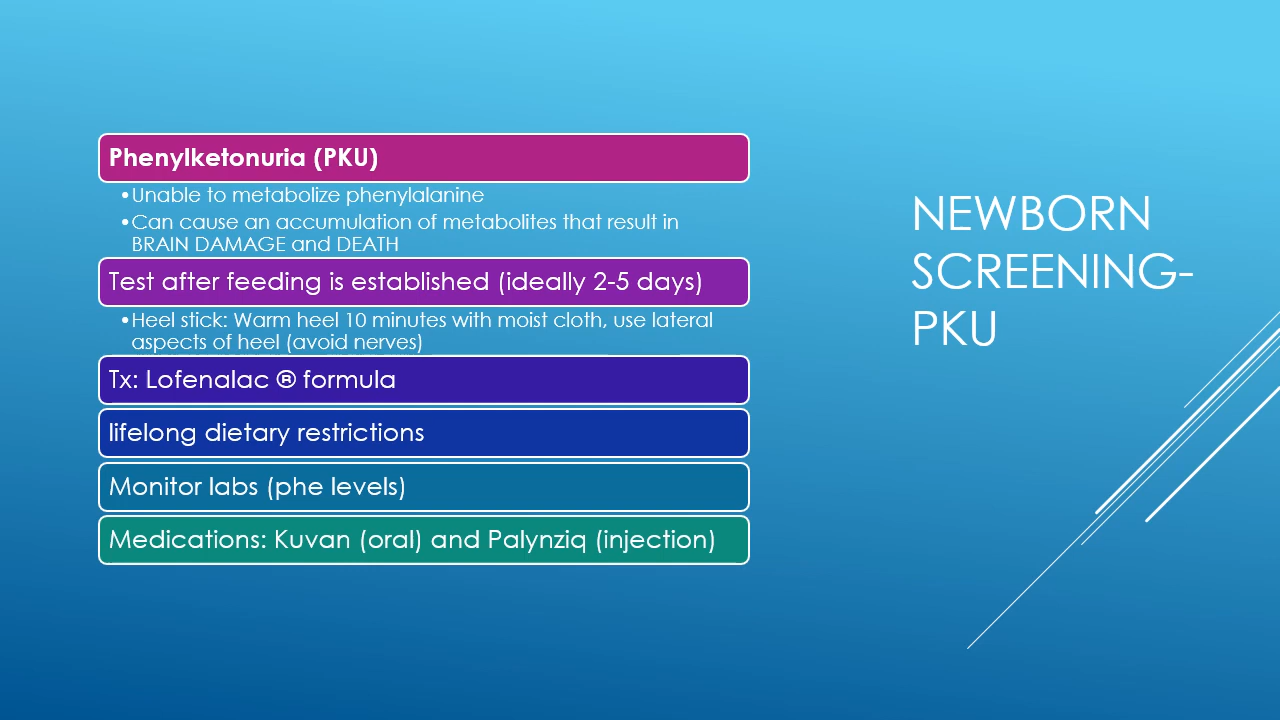 Phenylketonuria (PKU)
•Unable to metabolize phenylalanine
•Can cause an accumulation of metabolites that result in
BRAIN DAMAGE and DEATH
Test after feeding is established (ideally 2-5 days)
•Heel stick: Warm heel 10 minutes with moist cloth, use lateral
aspects of heel (avoid nerves)
Tx: Lofenalac ® formula
lifelong dietary restrictions
Monitor labs (phe levels)
Medications: Kuvan (oral) and Palynziq (injection)
NEWBORN
SCREENING-
PKU